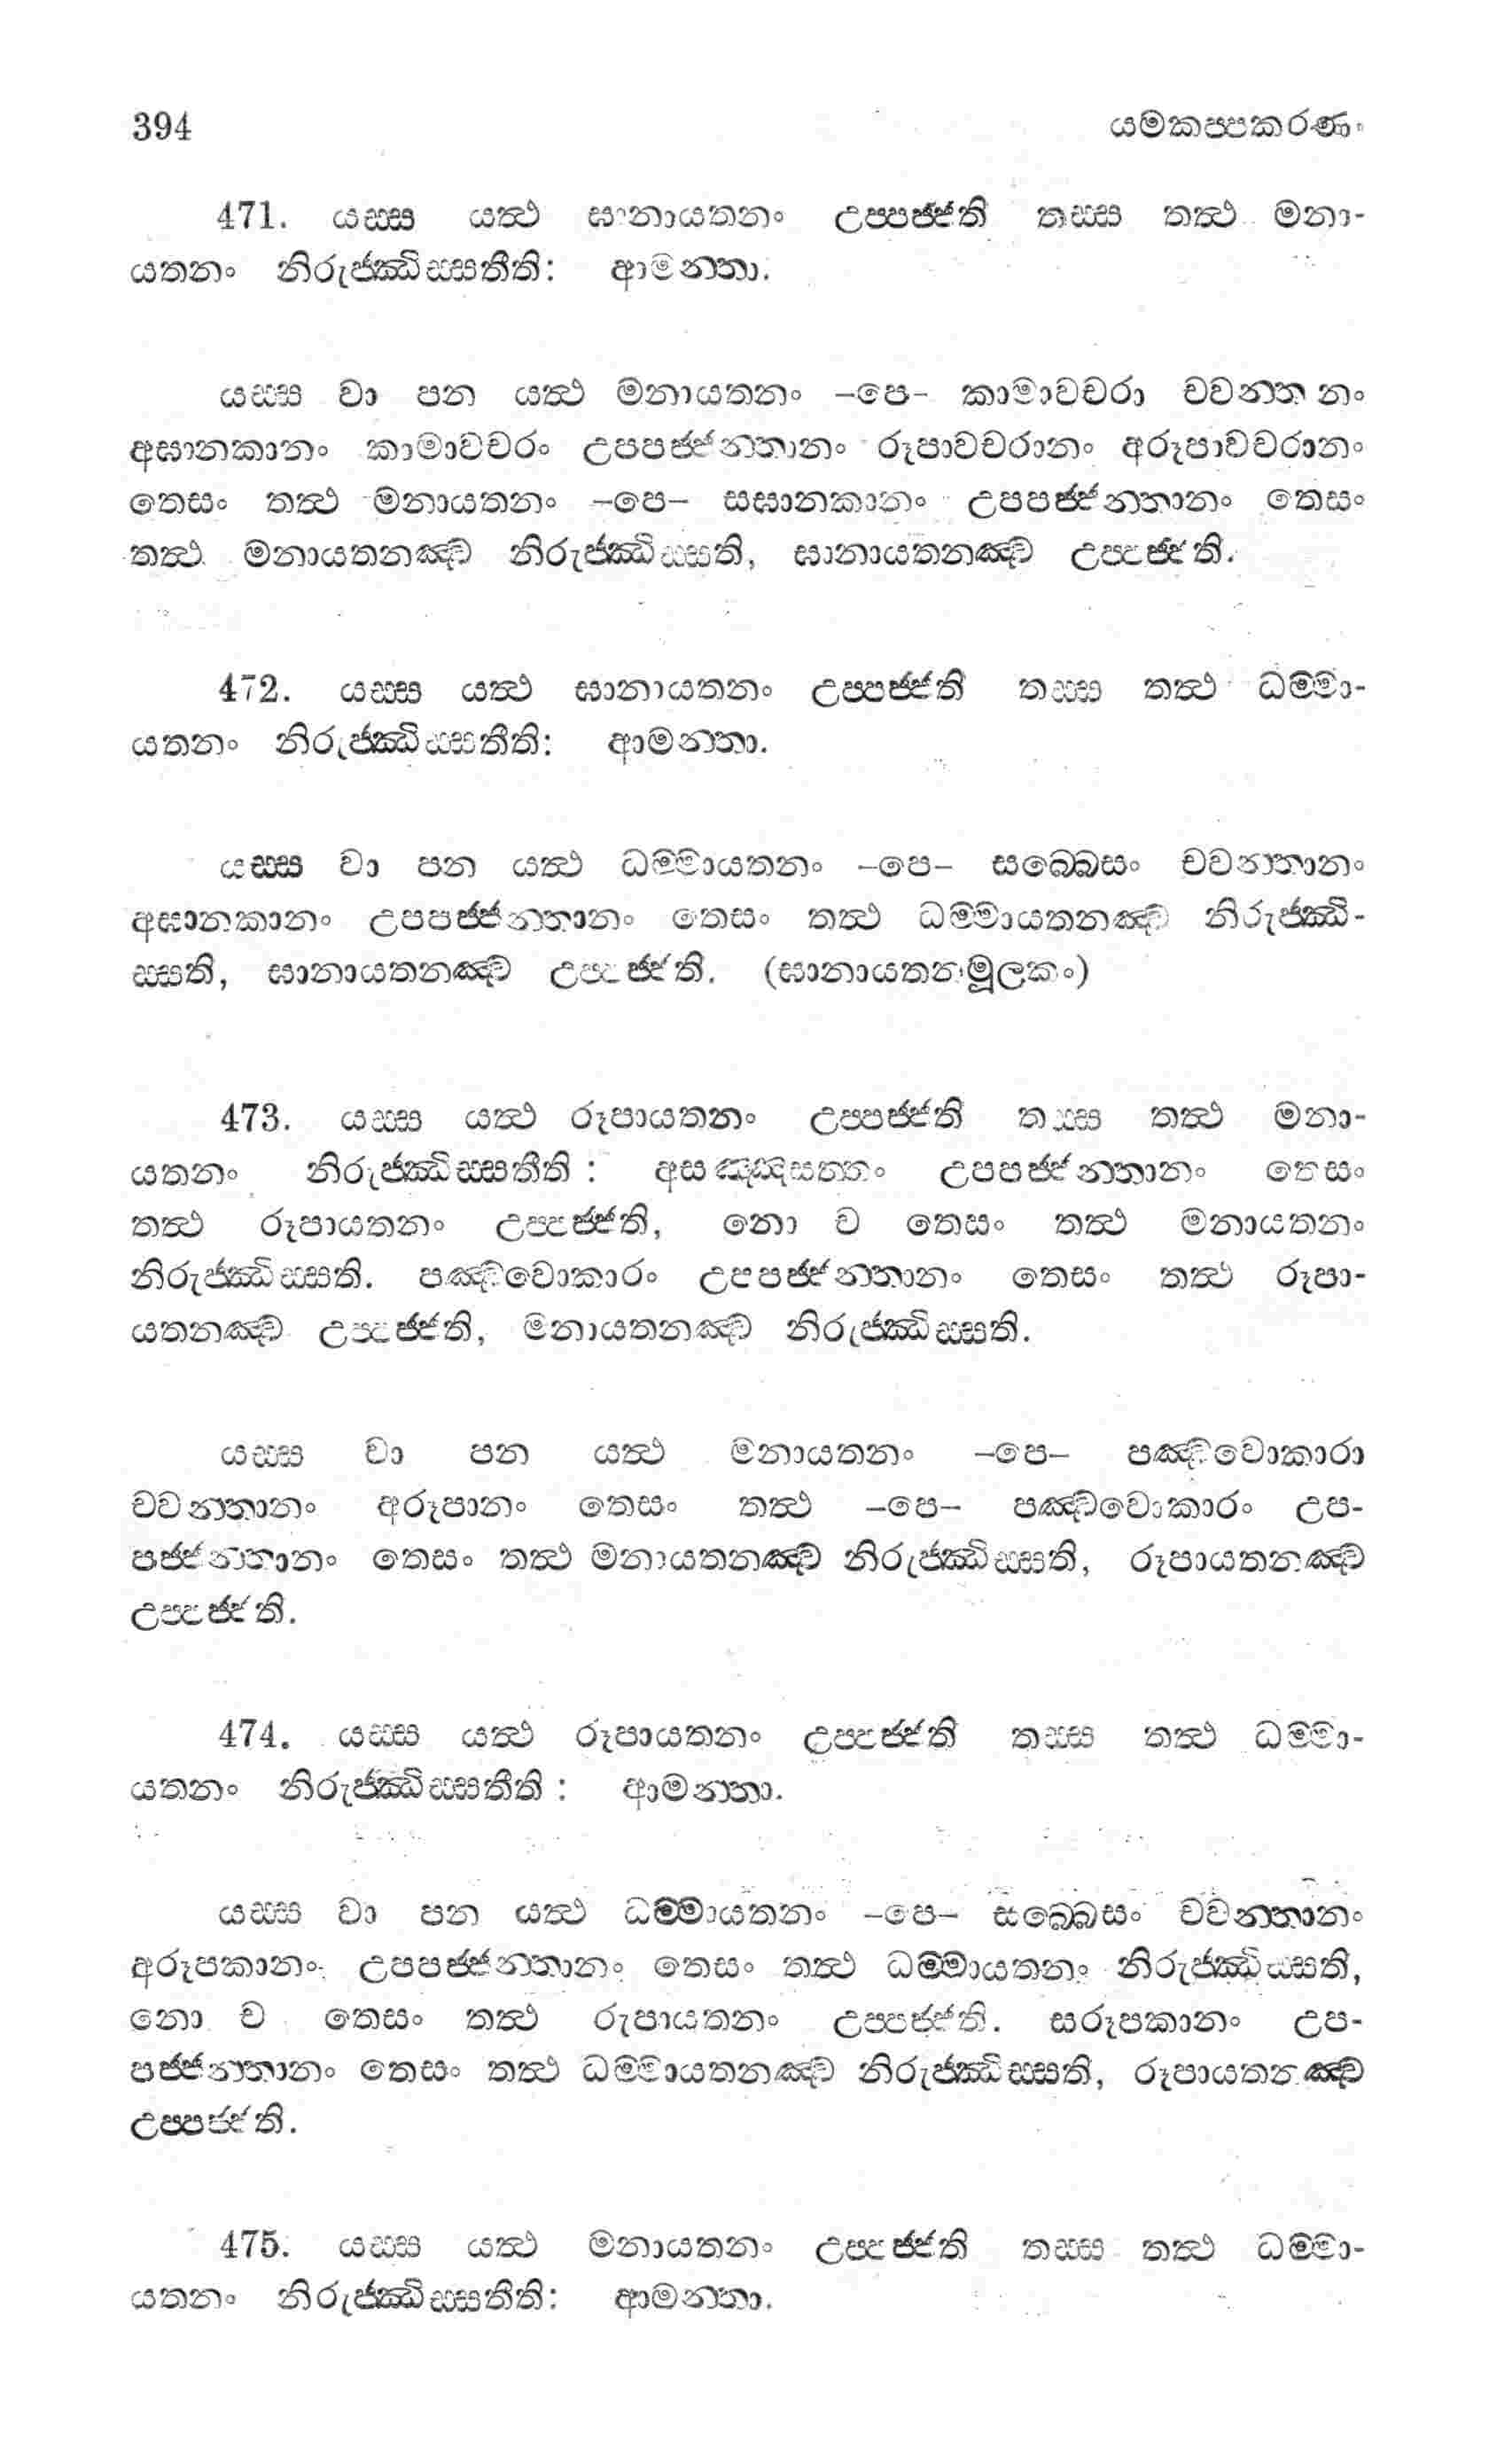 394 යමකප්පකරණං
471. යස්ස යත්ථ ඝානායතනං උප්පජ්ජති තස්ස තත්ථ මනා-
යතනං නිරුජ්ඣිස්සතීති: ආමන්තා.
යස්ස වා පන යත්ථ මනායතනං –පෙ– කාමාවචරා චවන්තනං
අඝානකානං කාමාවචරං උපපජ්ජන්තානං රූපාවචරානං අරූපාවචරානං
තෙසං තත්ථ මනායතනං –පෙ– සඝානකානං උපපජ්ජන්තානං තෙසං
තත්ථ මනායතනඤ්ච නිරුජ්ඣිස්සති, ඝානායතනඤ්ච උප්පජ්ජති.
472. යස්ස යත්ථ ඝානායතනං උප්පජ්ජති තස්ස තත්ථ ධම්මා-
යතනං නිරුජ්ඣිස්සතීති: ආමන්තා.
යස්ස වා පන යත්ථ ධම්මායතනං –පෙ– සබ්බෙසං චවන්තානං
අඝානකානං උපපජ්ජන්තානං තෙසං තත්ථ ධම්මායතනඤ්ච නිරුජ්ඣි-
ස්සති, ඝානායතනඤ්ච උප්පජ්ජති. (ඝානායතනමූලකං)
473. යස්ස යත්ථ රූපායතනං උප්පජ්ජති තස්ස තත්ථ මනා-
යතනං නිරුජ්ඣිස්සතීති : අසඤ්ඤසත්තං උපපජ්ජන්තානං තෙසං
තත්ථ රූපායතනං උප්පජ්ජති, නො ච තෙසං තත්ථ මනායතනං
නිරුජ්ඣිස්සති. පඤ්චවොකාරං උපපජ්ජන්තානං තෙසං තත්ථ රූපා-
යතනඤ්ච උප්පජ්ජති, මනායතනඤ්ච නිරුජ්ඣිස්සති.
යස්ස වා පන යත්ථ මනායතනං –පෙ– පඤ්චවොකාරා
චවන්තානං අරූපානං තෙසං තත්ථ –පෙ– පඤ්චවොකාරං උප-
පජ්ජන්තානං තෙසං තත්ථ මනායතනඤ්ච නිරුජ්ඣිස්සති, රූපායතනඤ්ච
උප්පජ්ජති.
474. යස්ස යත්ථ රූපායතනං උප්පජ්ජති තස්ස තත්ථ ධම්මා-
යතනං නිරුජ්ඣිස්සතීති : ආමන්තා.
යස්ස වා පන යත්ථ ධම්මායතනං –පෙ– සබ්බෙසං චවන්තානං
අරූපකානං උපපජ්ජන්තානං තෙසං තත්ථ ධම්මායතනං නිරුජ්ඣිස්සති,
නො ච තෙසං තත්ථ රුපායතනං උප්පජ්ජති. සරූපකානං උප-
පජ්ජන්තානං තෙසං තත්ථ ධම්මායතනඤ්ච නිරුජ්ඣිස්සති, රූපායතනඤ්ච
උප්පජ්ජති.
475. යස්ස යත්ථ මනායතනං උප්පජ්ජති තස්ස තත්ථ ධම්මා-
යතනං නිරුජ්ඣිස්සතීති: ආමන්තා.